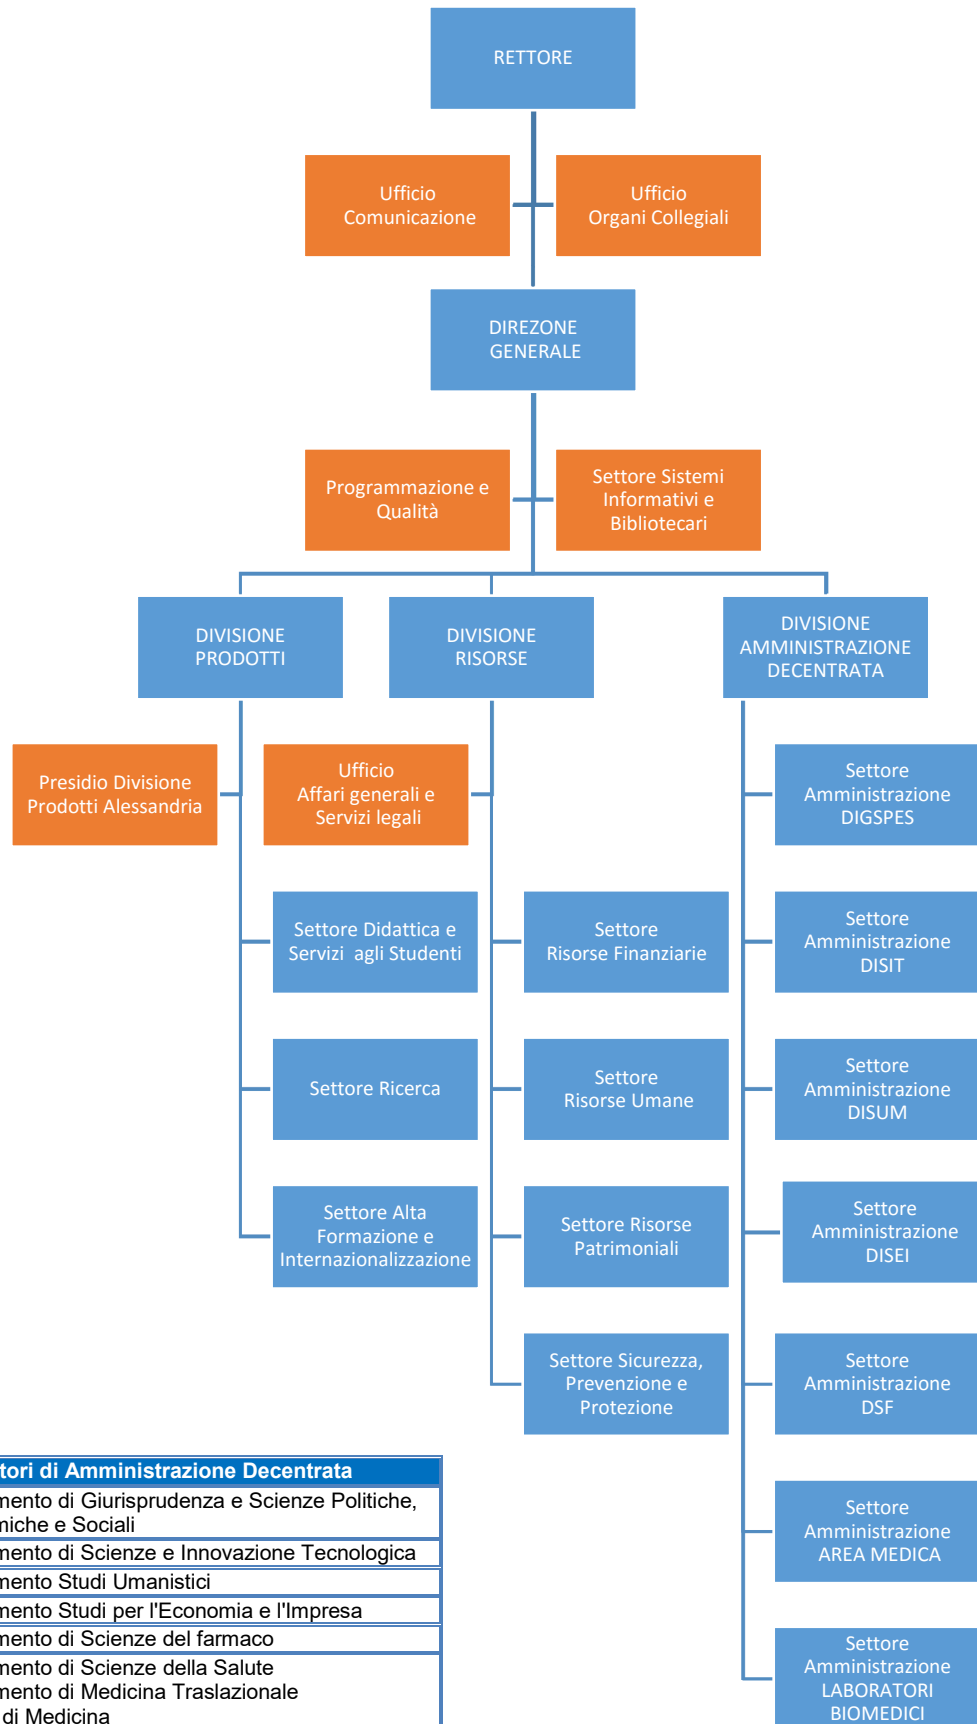 RETTORE
Ufficio
Comunicazione
Ufficio
Organi Collegiali
DIREZONE
GENERALE
Programmazione e
Qualità
Settore Sistemi
Informativi e
Bibliotecari
DIVISIONE
PRODOTTI
DIVISIONE
RISORSE
DIVISIONE
AMMINISTRAZIONE
DECENTRATA
Presidio Divisione
Prodotti Alessandria
Ufficio
Affari generali e
Servizi legali
Settore
Amministrazione
DIGSPES
Settore Didattica e
Servizi agli Studenti
Settore
Risorse Finanziarie
Settore
Amministrazione
DISIT
Settore Ricerca
Settore
Risorse Umane
Settore
Amministrazione
DISUM
Settore Alta
Formazione e
Internazionalizzazione
Settore Risorse
Patrimoniali
Settore
Amministrazione
DISEI
Settore Sicurezza,
Prevenzione e
Protezione
Settore
Amministrazione
DSF
Settore
Amministrazione
AREA MEDICA
Settore
Amministrazione
LABORATORI
BIOMEDICI
tori di Amministrazione Decentrata
mento di Giurisprudenza e Scienze Politiche,
miche e Sociali
mento di Scienze e Innovazione Tecnologica
mento Studi Umanistici
mento Studi per l'Economia e l'Impresa
mento di Scienze del farmaco
mento di Scienze della Salute
mento di Medicina Traslazionale
di Medicina